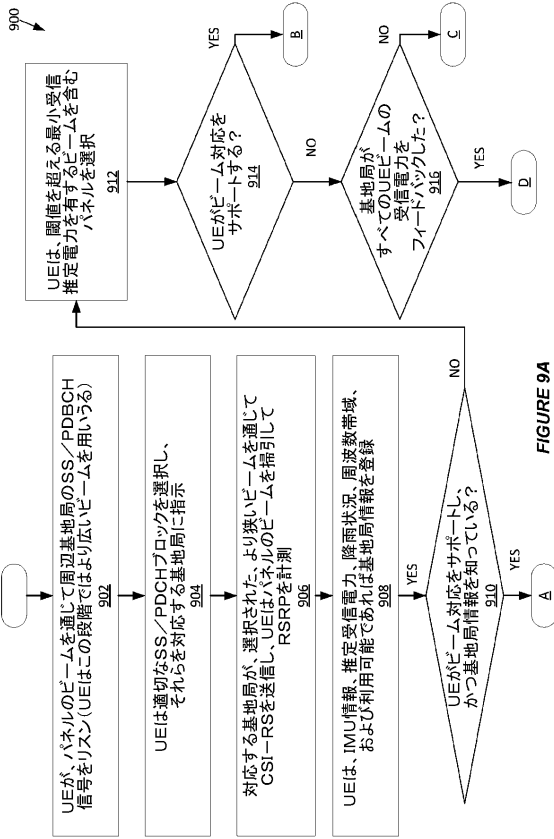 900
UEが、パネルのビームを通じて周辺基地局のSS／PDBCH
信号をリスン(UEはこの段階ではより広いビームを用いうる)
902
UEは適切なSS／PDCHブロックを選択し、
それらを対応する基地局に指示
904
対応する基地局が、選択された、より狭いビームを通じて
CSI－RSを送信し、UEはパネルのビームを掃引して
RSRPを計測
906
UEは、IMU情報、推定受信電力、降雨状況、周波数帯域、
および利用可能であれば基地局情報を登録
908
YES
UEがビーム対応をサポートし、
かつ基地局情報を知っている？
910
NO
YES
A
UEは、閾値を超える最小受信
推定電力を有するビームを含む
パネルを選択
912
UEがビーム対応を
サポートする？
914
YES
B
NO
基地局が
すべてのUEビームの
受信電力を
フィードバックした？
916
NO
C
YES
D
FIGURE 9A